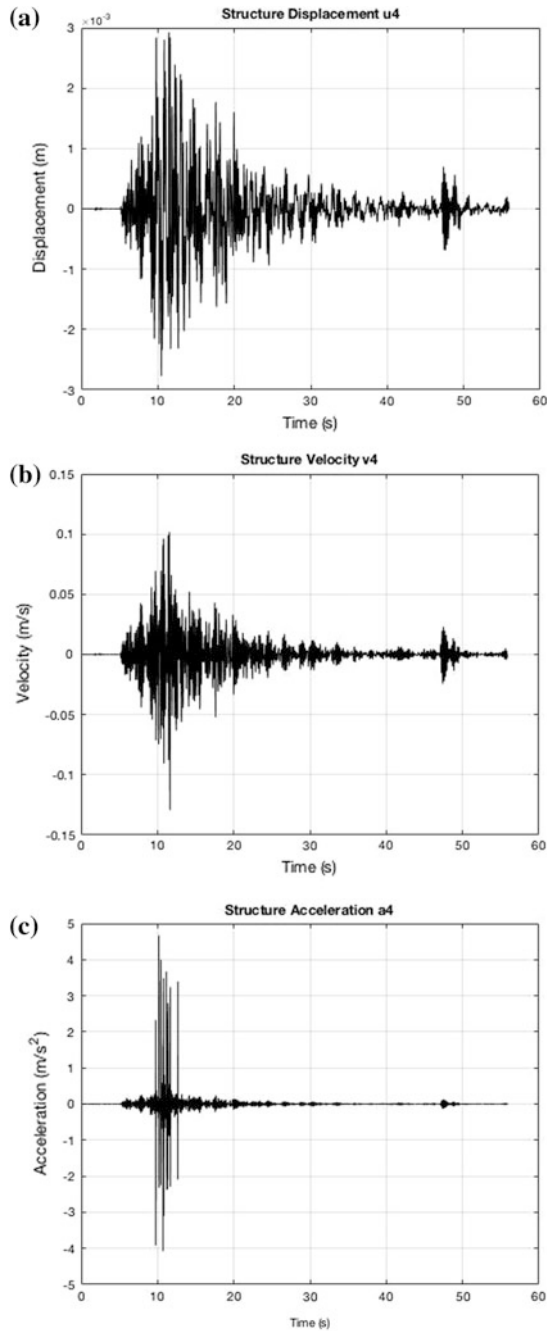 (a)
Structure Displacement u4
×10⁻³
3
2
1
0
-1
-2
-3
Displacement (m)
0 10 20 30 40 50 60
Time (s)
(b)
Structure Velocity v4
0.15
0.1
0.05
0
-0.05
-0.1
-0.15
Velocity (m/s)
0 10 20 30 40 50 60
Time (s)
(c)
Structure Acceleration a4
5
4
3
2
1
0
-1
-2
-3
-4
-5
Acceleration (m/s²)
0 10 20 30 40 50 60
Time (s)